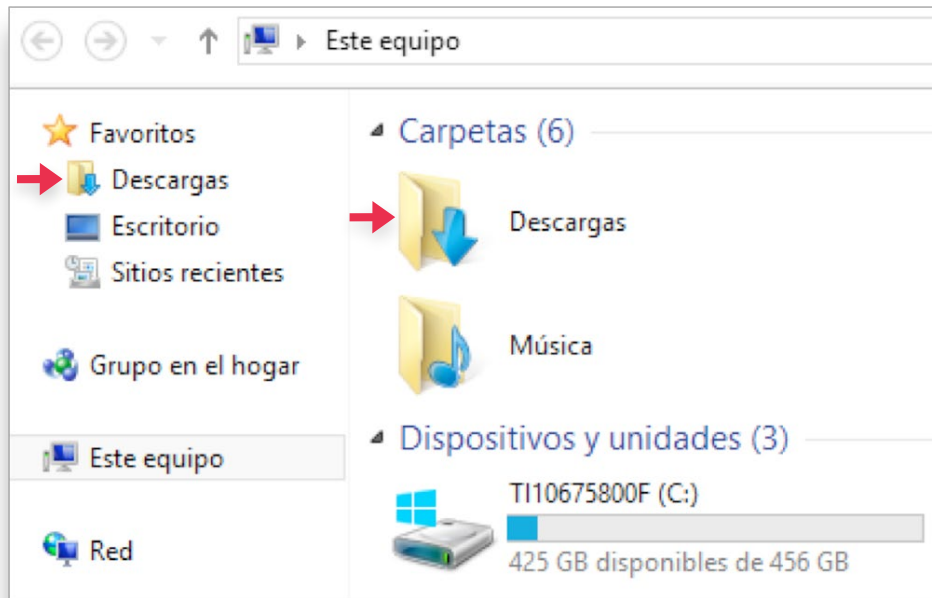 Este equipo
Favoritos
Descargas
Escritorio
Sitios recientes
Grupo en el hogar
Este equipo
Red
Carpetas (6)
Descargas
Música
Dispositivos y unidades (3)
TI10675800F (C:)
425 GB disponibles de 456 GB